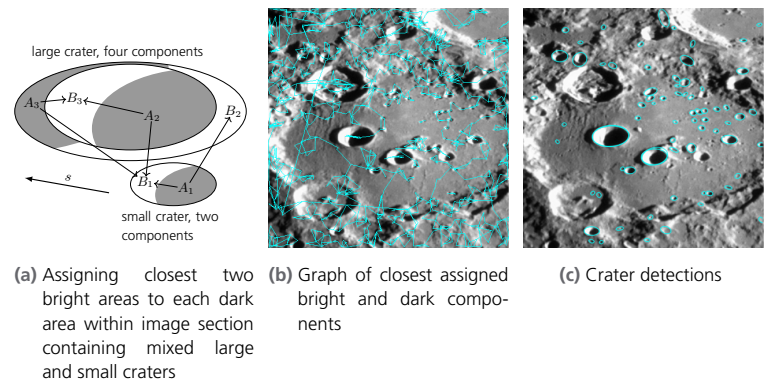 large crater, four components
A₃
B₃
A₂
B₂
B₁
A₁
s
small crater, two
components
(a) Assigning closest two
bright areas to each dark
area within image section
containing mixed large
and small craters
(b) Graph of closest assigned
bright and dark compo-
nents
(c) Crater detections